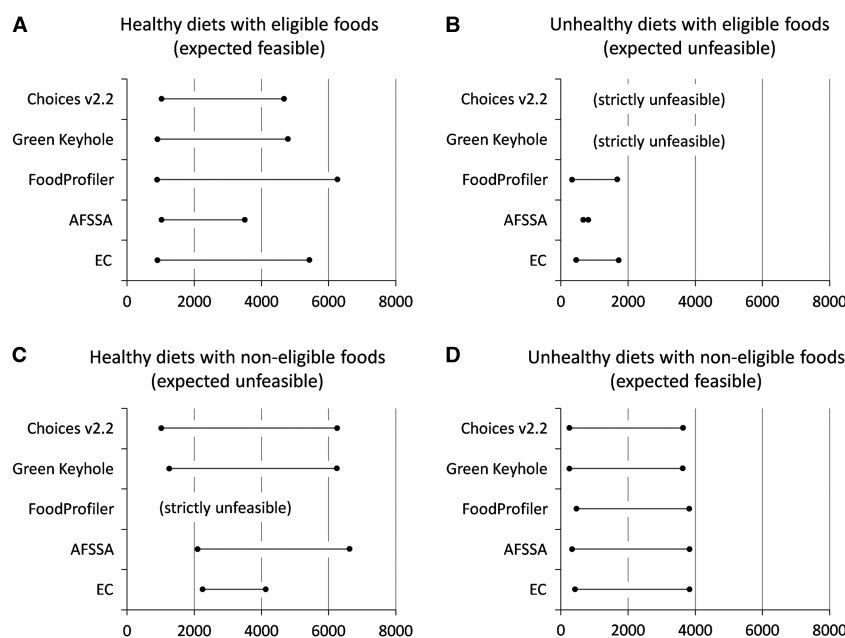 A
Healthy diets with eligible foods
(expected feasible)
Choices v2.2
Green Keyhole
FoodProfiler
AFSSA
EC
0 2000 4000 6000 8000
B
Unhealthy diets with eligible foods
(expected unfeasible)
Choices v2.2 (strictly unfeasible)
Green Keyhole (strictly unfeasible)
FoodProfiler
AFSSA
EC
0 2000 4000 6000 8000
C
Healthy diets with non-eligible foods
(expected unfeasible)
Choices v2.2
Green Keyhole
FoodProfiler (strictly unfeasible)
AFSSA
EC
0 2000 4000 6000 8000
D
Unhealthy diets with non-eligible foods
(expected feasible)
Choices v2.2
Green Keyhole
FoodProfiler
AFSSA
EC
0 2000 4000 6000 8000